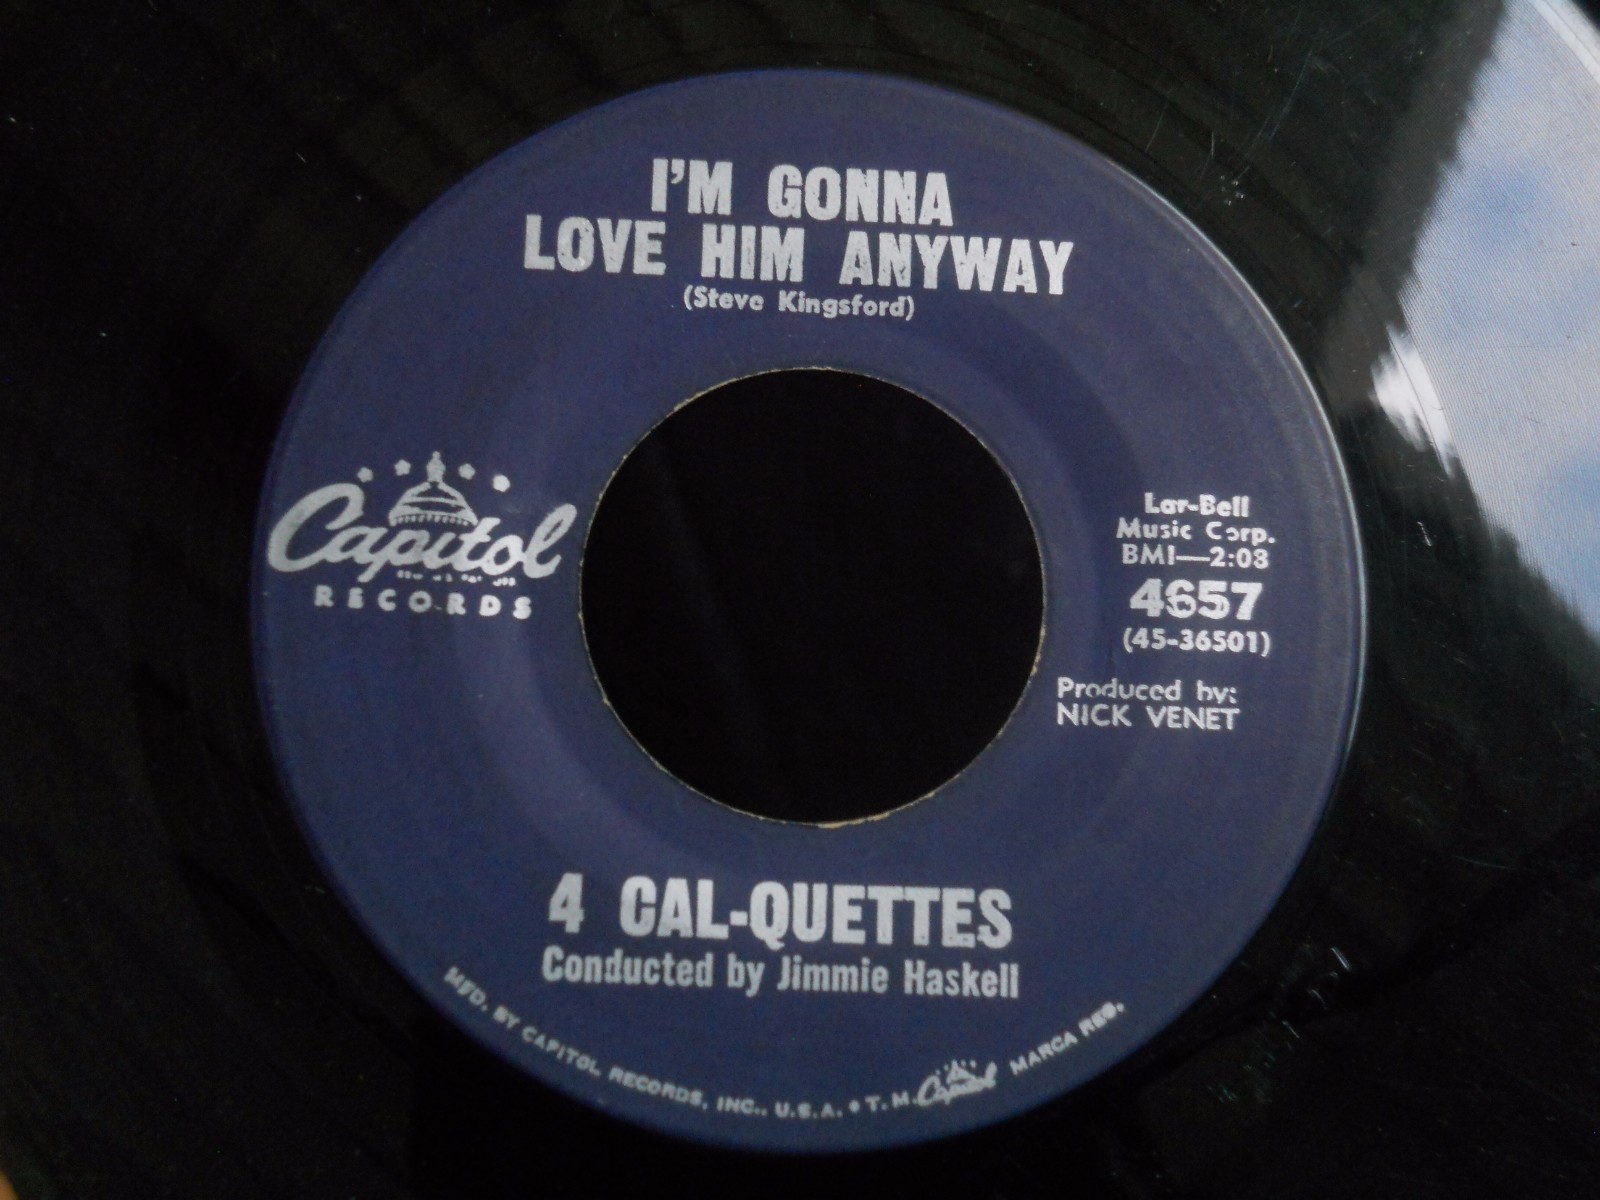 I'M GONNA
LOVE HIM ANYWAY
(Steve Kingsford)
Capitol
RECORDS
Lar-Bell
Music Corp.
BMI—2:08
4657
(45-36501)
Produced by:
NICK VENET
4 CAL-QUETTES
Conducted by Jimmie Haskell
MFD. BY CAPITOL RECORDS, INC., U.S.A. • T.M. Capitol MARCA REG.